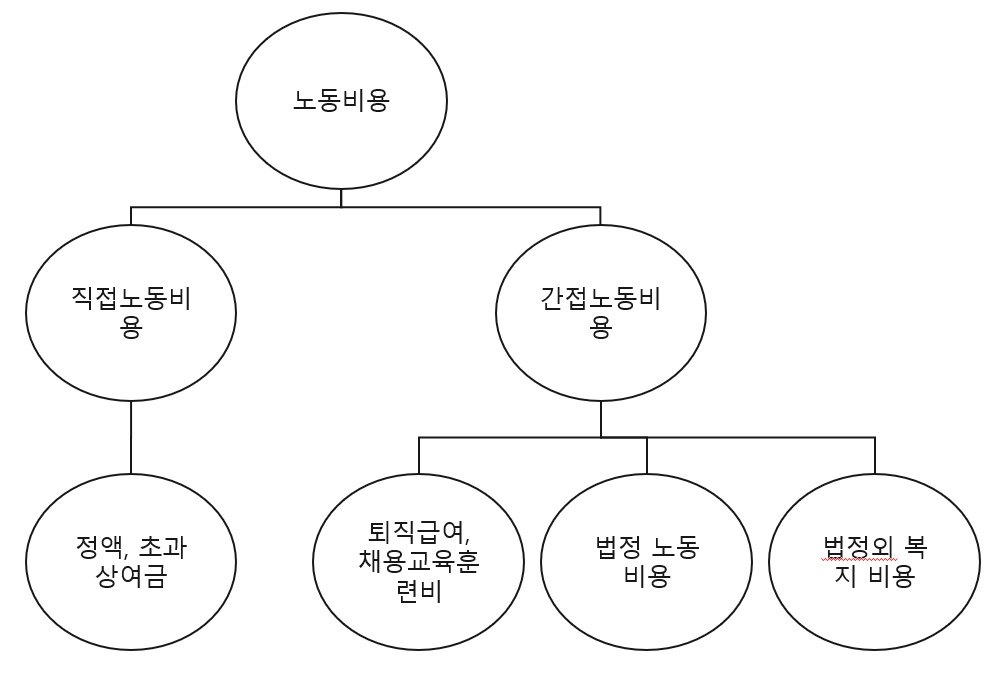 노동비용
직접노동비
용
간접노동비
용
정액, 초과
상여금
퇴직급여,
채용교육훈
련비
법정 노동
비용
법정외 복
지 비용